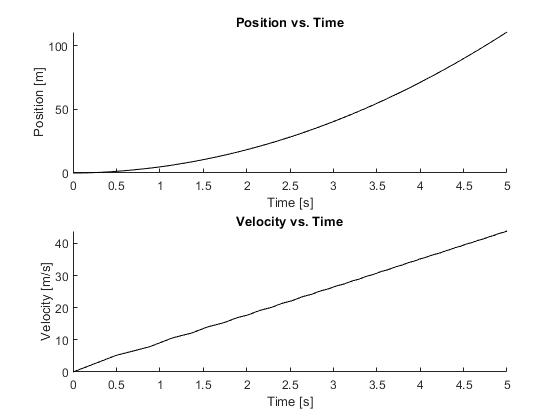 Position vs. Time
100
50
0
Position [m]
0 0.5 1 1.5 2 2.5 3 3.5 4 4.5 5
Time [s]
Velocity vs. Time
40
30
20
10
0
Velocity [m/s]
0 0.5 1 1.5 2 2.5 3 3.5 4 4.5 5
Time [s]